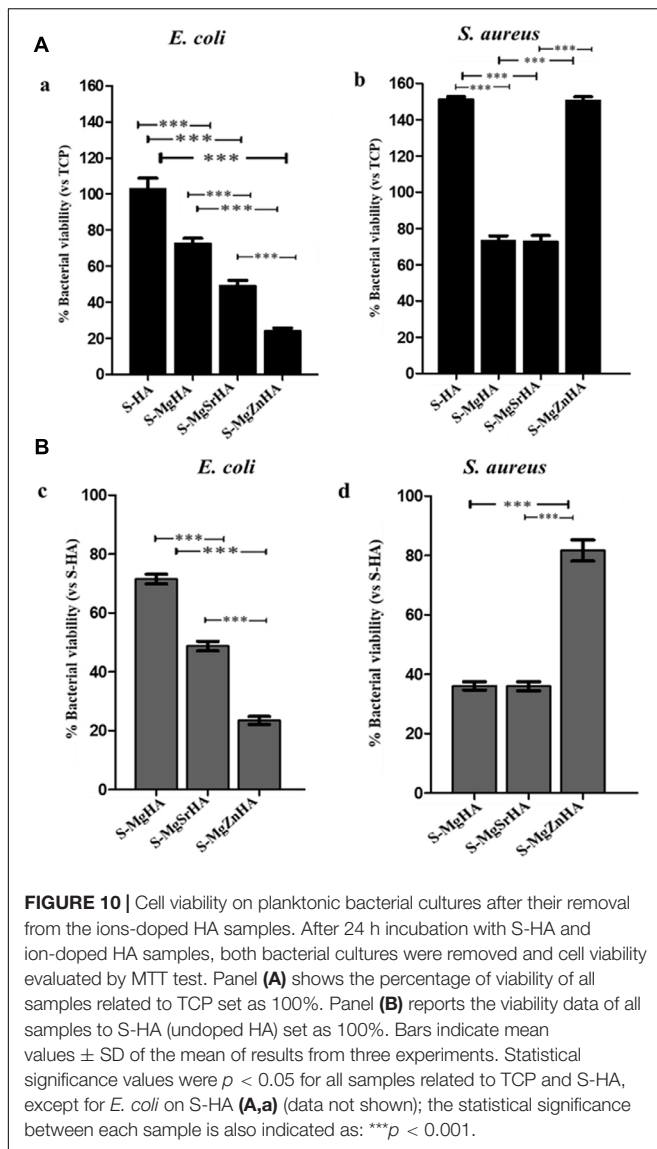 A
E. coli
S. aureus
a
b
***
***
***
***
***
***
***
***
***
***
% Bacterial viability (vs TCP)
160
140
120
100
80
60
40
20
0
S-HA
S-MgHA
S-MgSrHA
S-MgZnHA
% Bacterial viability (vs TCP)
160
140
120
100
80
60
40
20
0
S-HA
S-MgHA
S-MgSrHA
S-MgZnHA
B
E. coli
S. aureus
c
d
***
***
***
***
***
% Bacterial viability (vs S-HA)
100
80
60
40
20
0
S-MgHA
S-MgSrHA
S-MgZnHA
% Bacterial viability (vs S-HA)
100
80
60
40
20
0
S-MgHA
S-MgSrHA
S-MgZnHA
FIGURE 10 | Cell viability on planktonic bacterial cultures after their removal
from the ions-doped HA samples. After 24 h incubation with S-HA and
ion-doped HA samples, both bacterial cultures were removed and cell viability
evaluated by MTT test. Panel (A) shows the percentage of viability of all
samples related to TCP set as 100%. Panel (B) reports the viability data of all
samples to S-HA (undoped HA) set as 100%. Bars indicate mean
values ± SD of the mean of results from three experiments. Statistical
significance values were p < 0.05 for all samples related to TCP and S-HA,
except for E. coli on S-HA (A,a) (data not shown); the statistical significance
between each sample is also indicated as: ***p < 0.001.